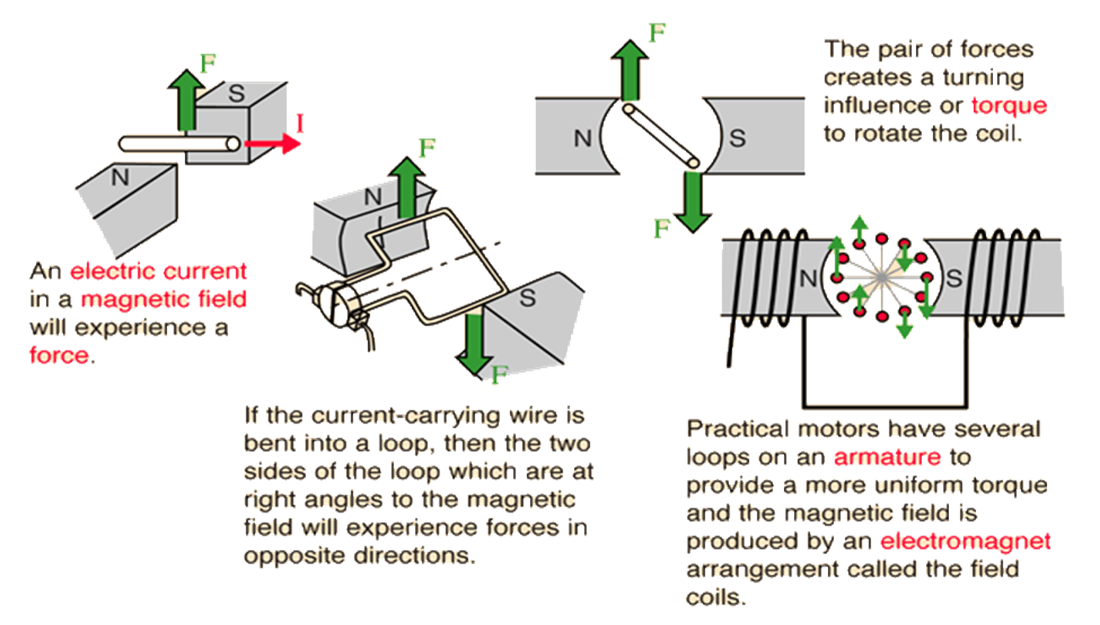 F
S
I
N
An electric current
in a magnetic field
will experience a
force.
F
N
S
F
If the current-carrying wire is
bent into a loop, then the two
sides of the loop which are at
right angles to the magnetic
field will experience forces in
opposite directions.
F
N
S
F
The pair of forces
creates a turning
influence or torque
to rotate the coil.
N
S
Practical motors have several
loops on an armature to
provide a more uniform torque
and the magnetic field is
produced by an electromagnet
arrangement called the field
coils.